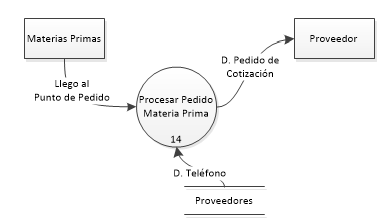 Materias Primas
Proveedor
D. Pedido de
Cotización
Llego al
Punto de Pedido
Procesar Pedido
Materia Prima
14
D. Teléfono
Proveedores